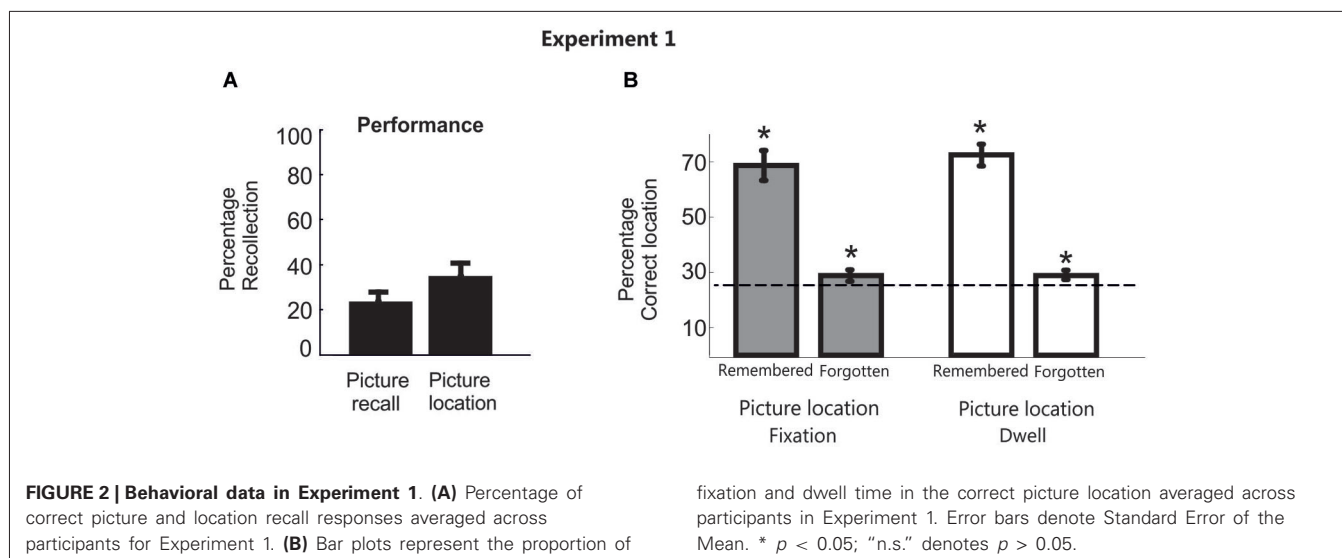 Experiment 1
A
Performance
Percentage
Recollection
100
80
60
40
20
0
Picture
recall
Picture
location
B
Percentage
Correct location
70
50
30
10
*
*
*
*
Remembered Forgotten
Remembered Forgotten
Picture location
Fixation
Picture location
Dwell
FIGURE 2 | Behavioral data in Experiment 1. (A) Percentage of
correct picture and location recall responses averaged across
participants for Experiment 1. (B) Bar plots represent the proportion of
fixation and dwell time in the correct picture location averaged across
participants in Experiment 1. Error bars denote Standard Error of the
Mean. * p < 0.05; “n.s.” denotes p > 0.05.